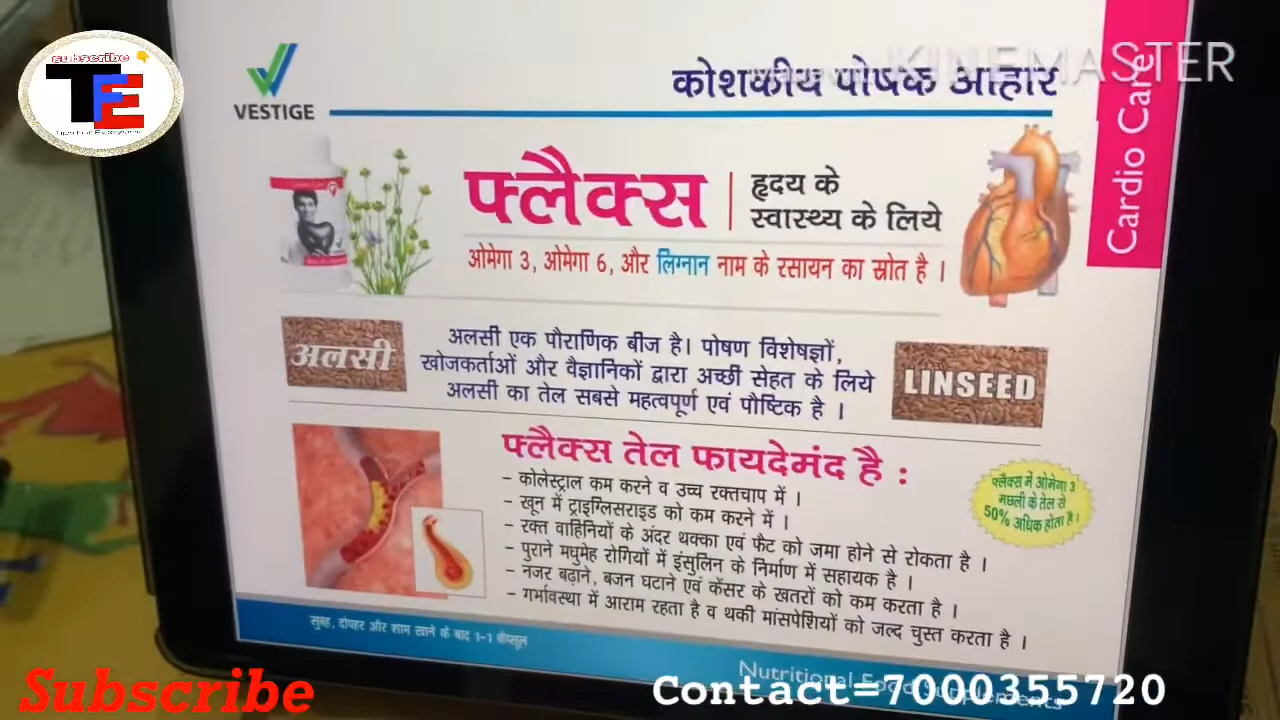 subscribe
TE
VESTIGE
कोशकीय पोषक आहार
KINEMASTER
Cardio Care
फ्लैक्स
हृदय के
स्वास्थ्य के लिये
ओमेगा 3, ओमेगा 6, और लिग्नान नाम के रसायन का स्रोत है ।
अलसी
अलसी एक पौराणिक बीज है। पोषण विशेषज्ञों,
खोजकर्ताओं और वैज्ञानिकों द्वारा अच्छी सेहत के लिये
अलसी का तेल सबसे महत्वपूर्ण एवं पौष्टिक है ।
LINSEED
फ्लैक्स तेल फायदेमंद है :
- कोलेस्ट्राल कम करने व उच्च रक्तचाप में ।
- खून में ट्राइग्लिसराइड को कम करने में ।
- रक्त वाहिनियों के अंदर थक्का एवं फैट को जमा होने से रोकता है ।
- पुराने मधुमेह रोगियों में इंसुलिन के निर्माण में सहायक है ।
- नजर बढ़ाने, बजन घटाने एवं केंसर के खतरों को कम करता है ।
- गर्भावस्था में आराम रहता है व थकी मांसपेशियों को जल्द चुस्त करता है ।
फ्लैक्स में ओमेगा 3
मछली के तेल से
50% अधिक होता है ।
सुबह, दोपहर और शाम खाने के बाद 1-1 कैप्सूल
Nutritional Food Supplements
Subscribe
Contact=7000355720